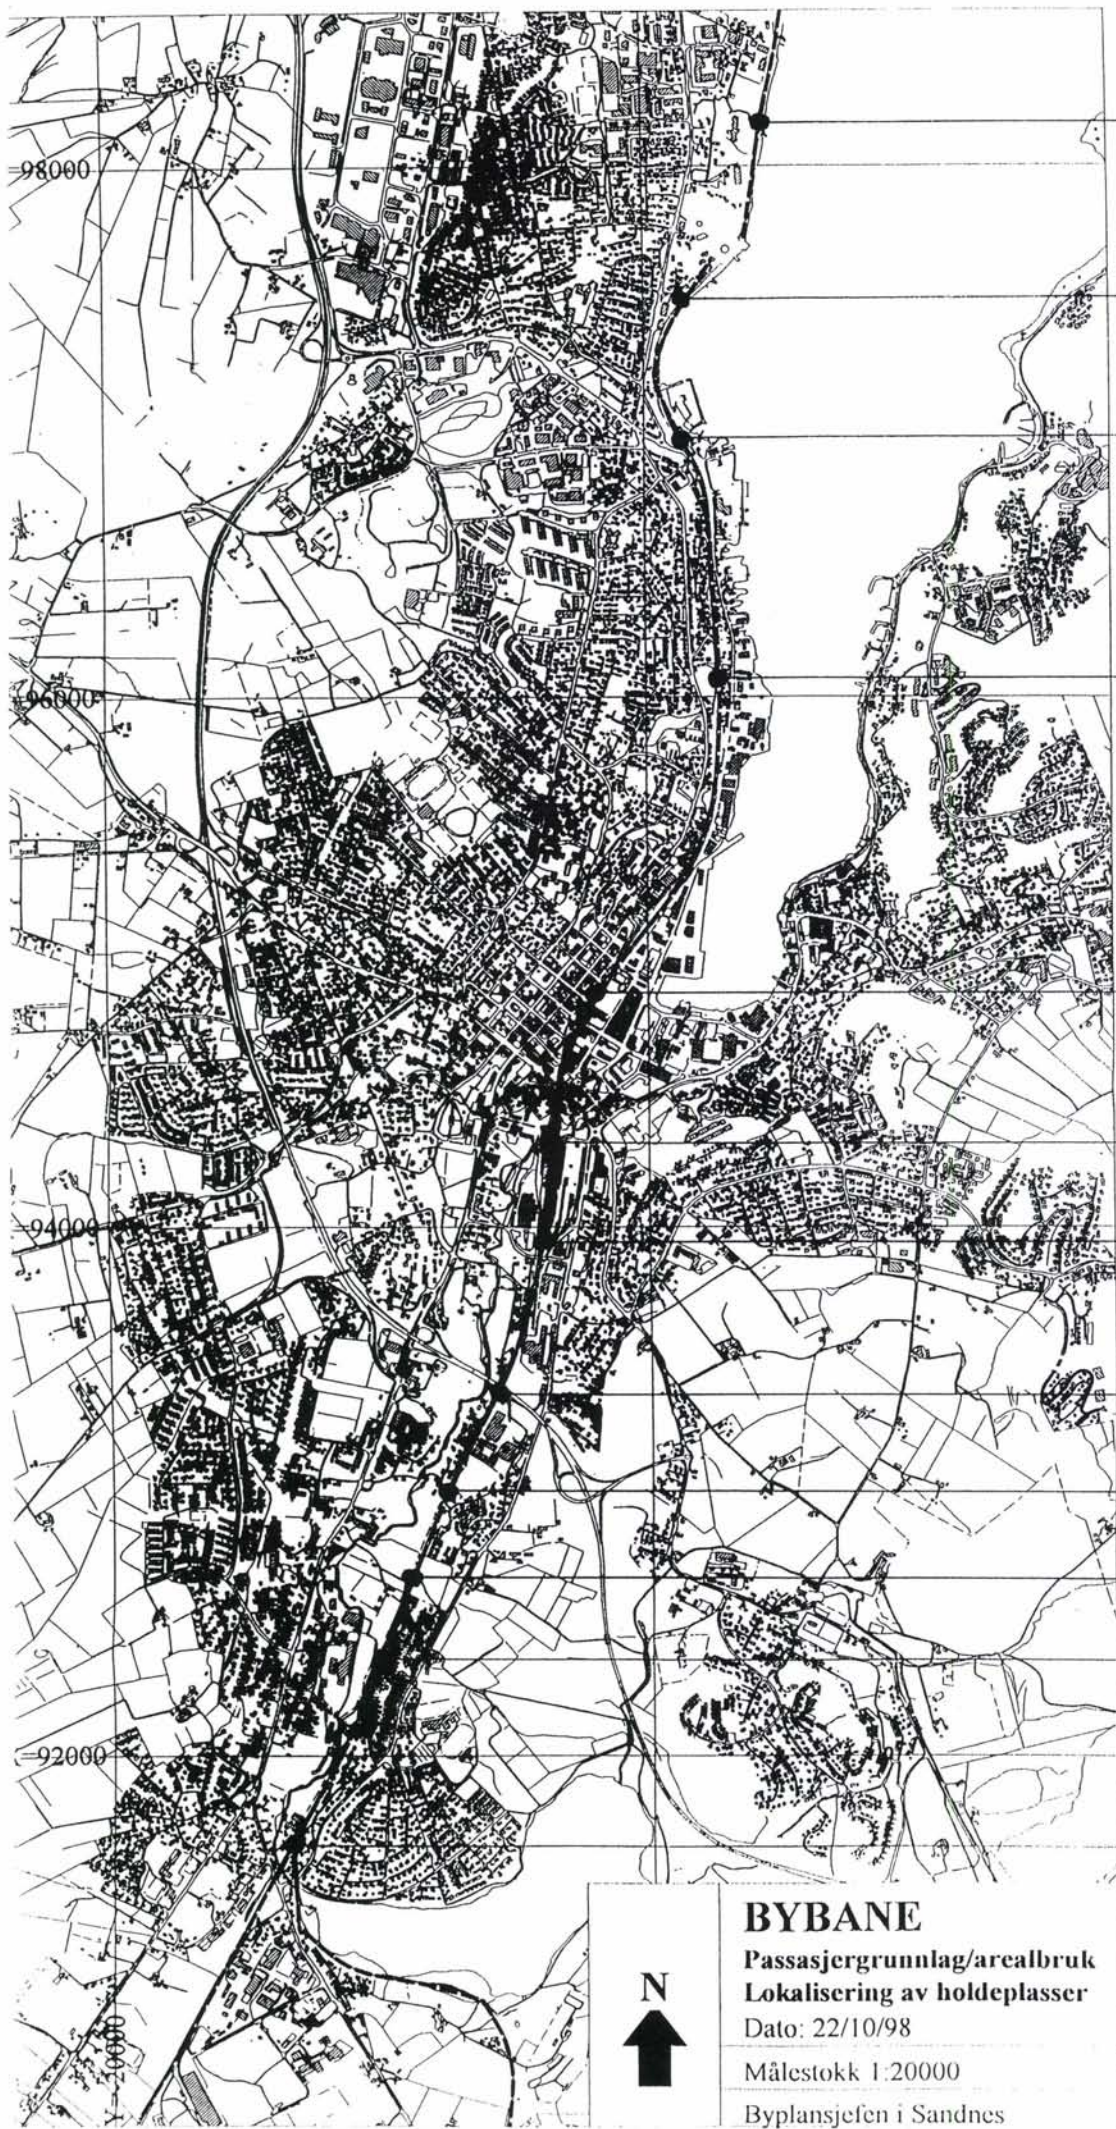 =98000
=96000
=94000
=92000
Y=20000
BYBANE
Passasjergrunnlag/arealbruk
Lokalisering av holdeplasser
N
Dato: 22/10/98
Målestokk 1:20000
Byplansjefen i Sandnes